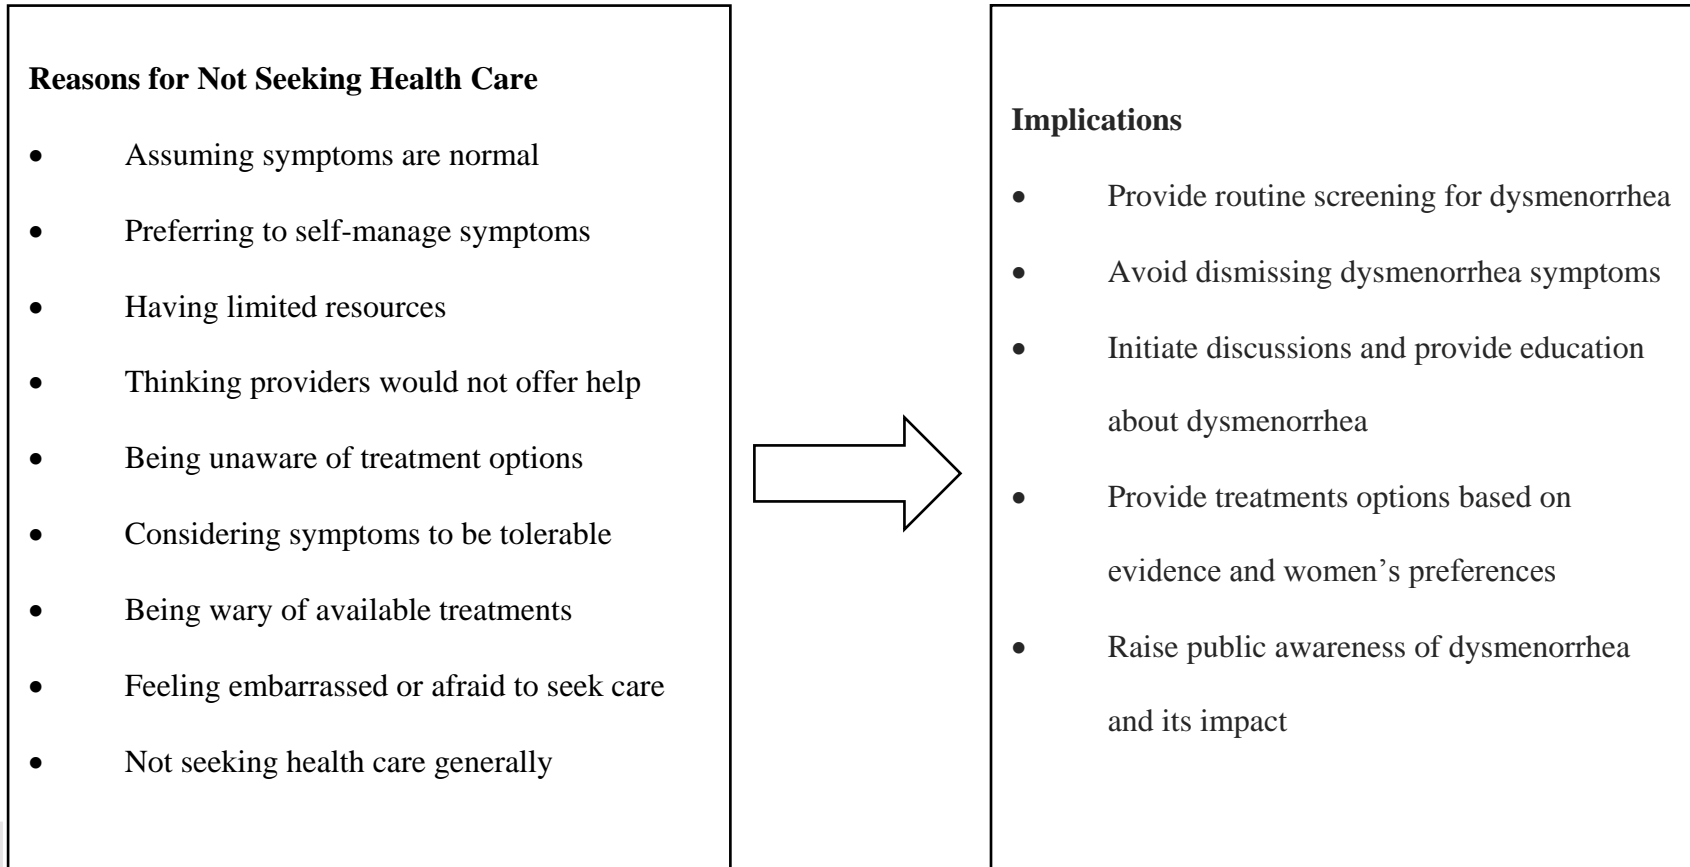 Reasons for Not Seeking Health Care
• Assuming symptoms are normal
• Preferring to self-manage symptoms
• Having limited resources
• Thinking providers would not offer help
• Being unaware of treatment options
• Considering symptoms to be tolerable
• Being wary of available treatments
• Feeling embarrassed or afraid to seek care
• Not seeking health care generally
Implications
• Provide routine screening for dysmenorrhea
• Avoid dismissing dysmenorrhea symptoms
• Initiate discussions and provide education
about dysmenorrhea
• Provide treatments options based on
evidence and women’s preferences
• Raise public awareness of dysmenorrhea
and its impact